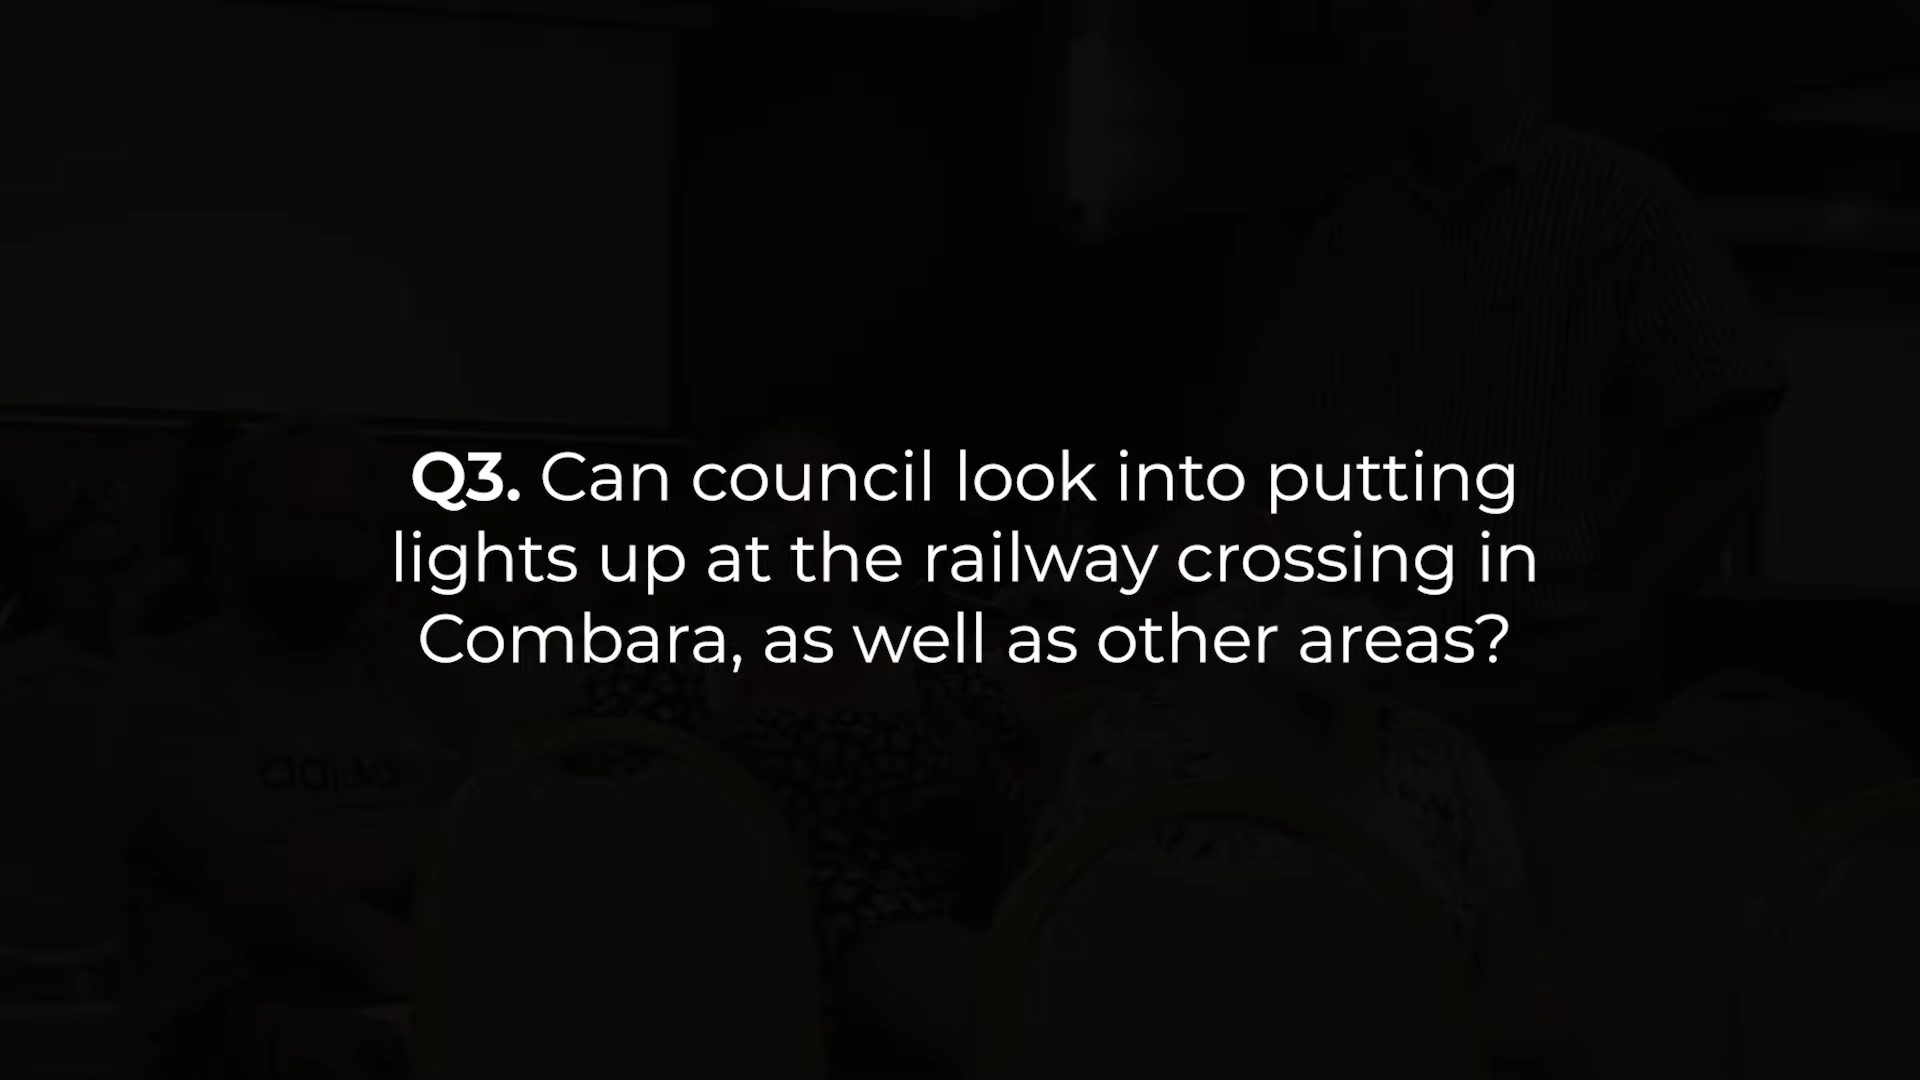 Q3. Can council look into putting
lights up at the railway crossing in
Combara, as well as other areas?